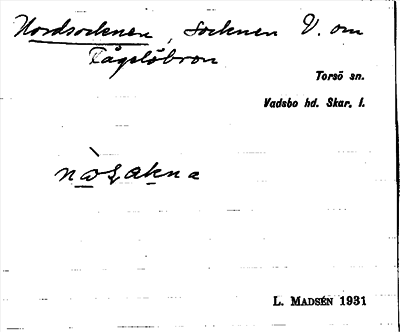 Nordsocknen, socknen V. om
Fågelöbron
Torsö sn.
Vadsbo hd. Skar. l.
L. MADSÉN 1931